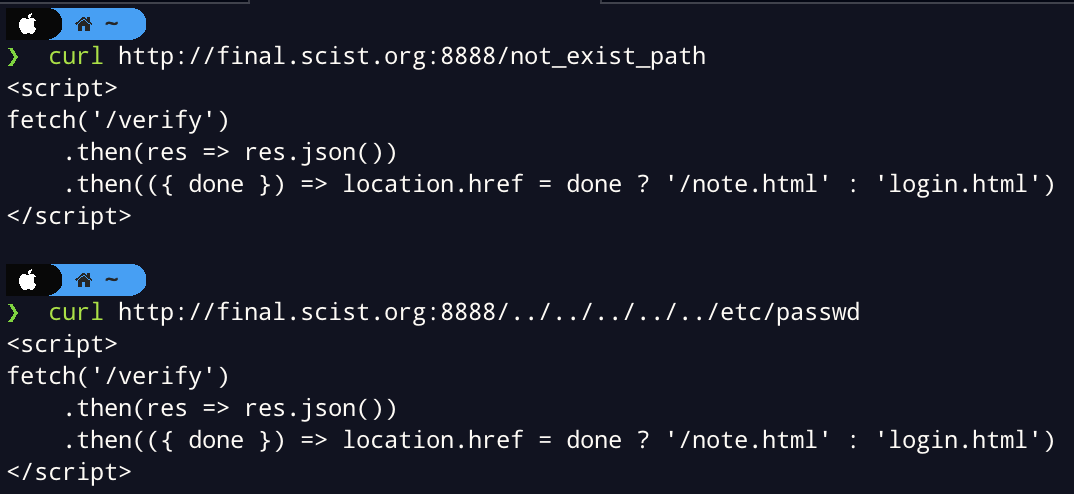 ~
❯ curl http://final.scist.org:8888/not_exist_path
<script>
fetch('/verify')
    .then(res => res.json())
    .then(({ done }) => location.href = done ? '/note.html' : 'login.html')
</script>
~
❯ curl http://final.scist.org:8888/../../../../../etc/passwd
<script>
fetch('/verify')
    .then(res => res.json())
    .then(({ done }) => location.href = done ? '/note.html' : 'login.html')
</script>